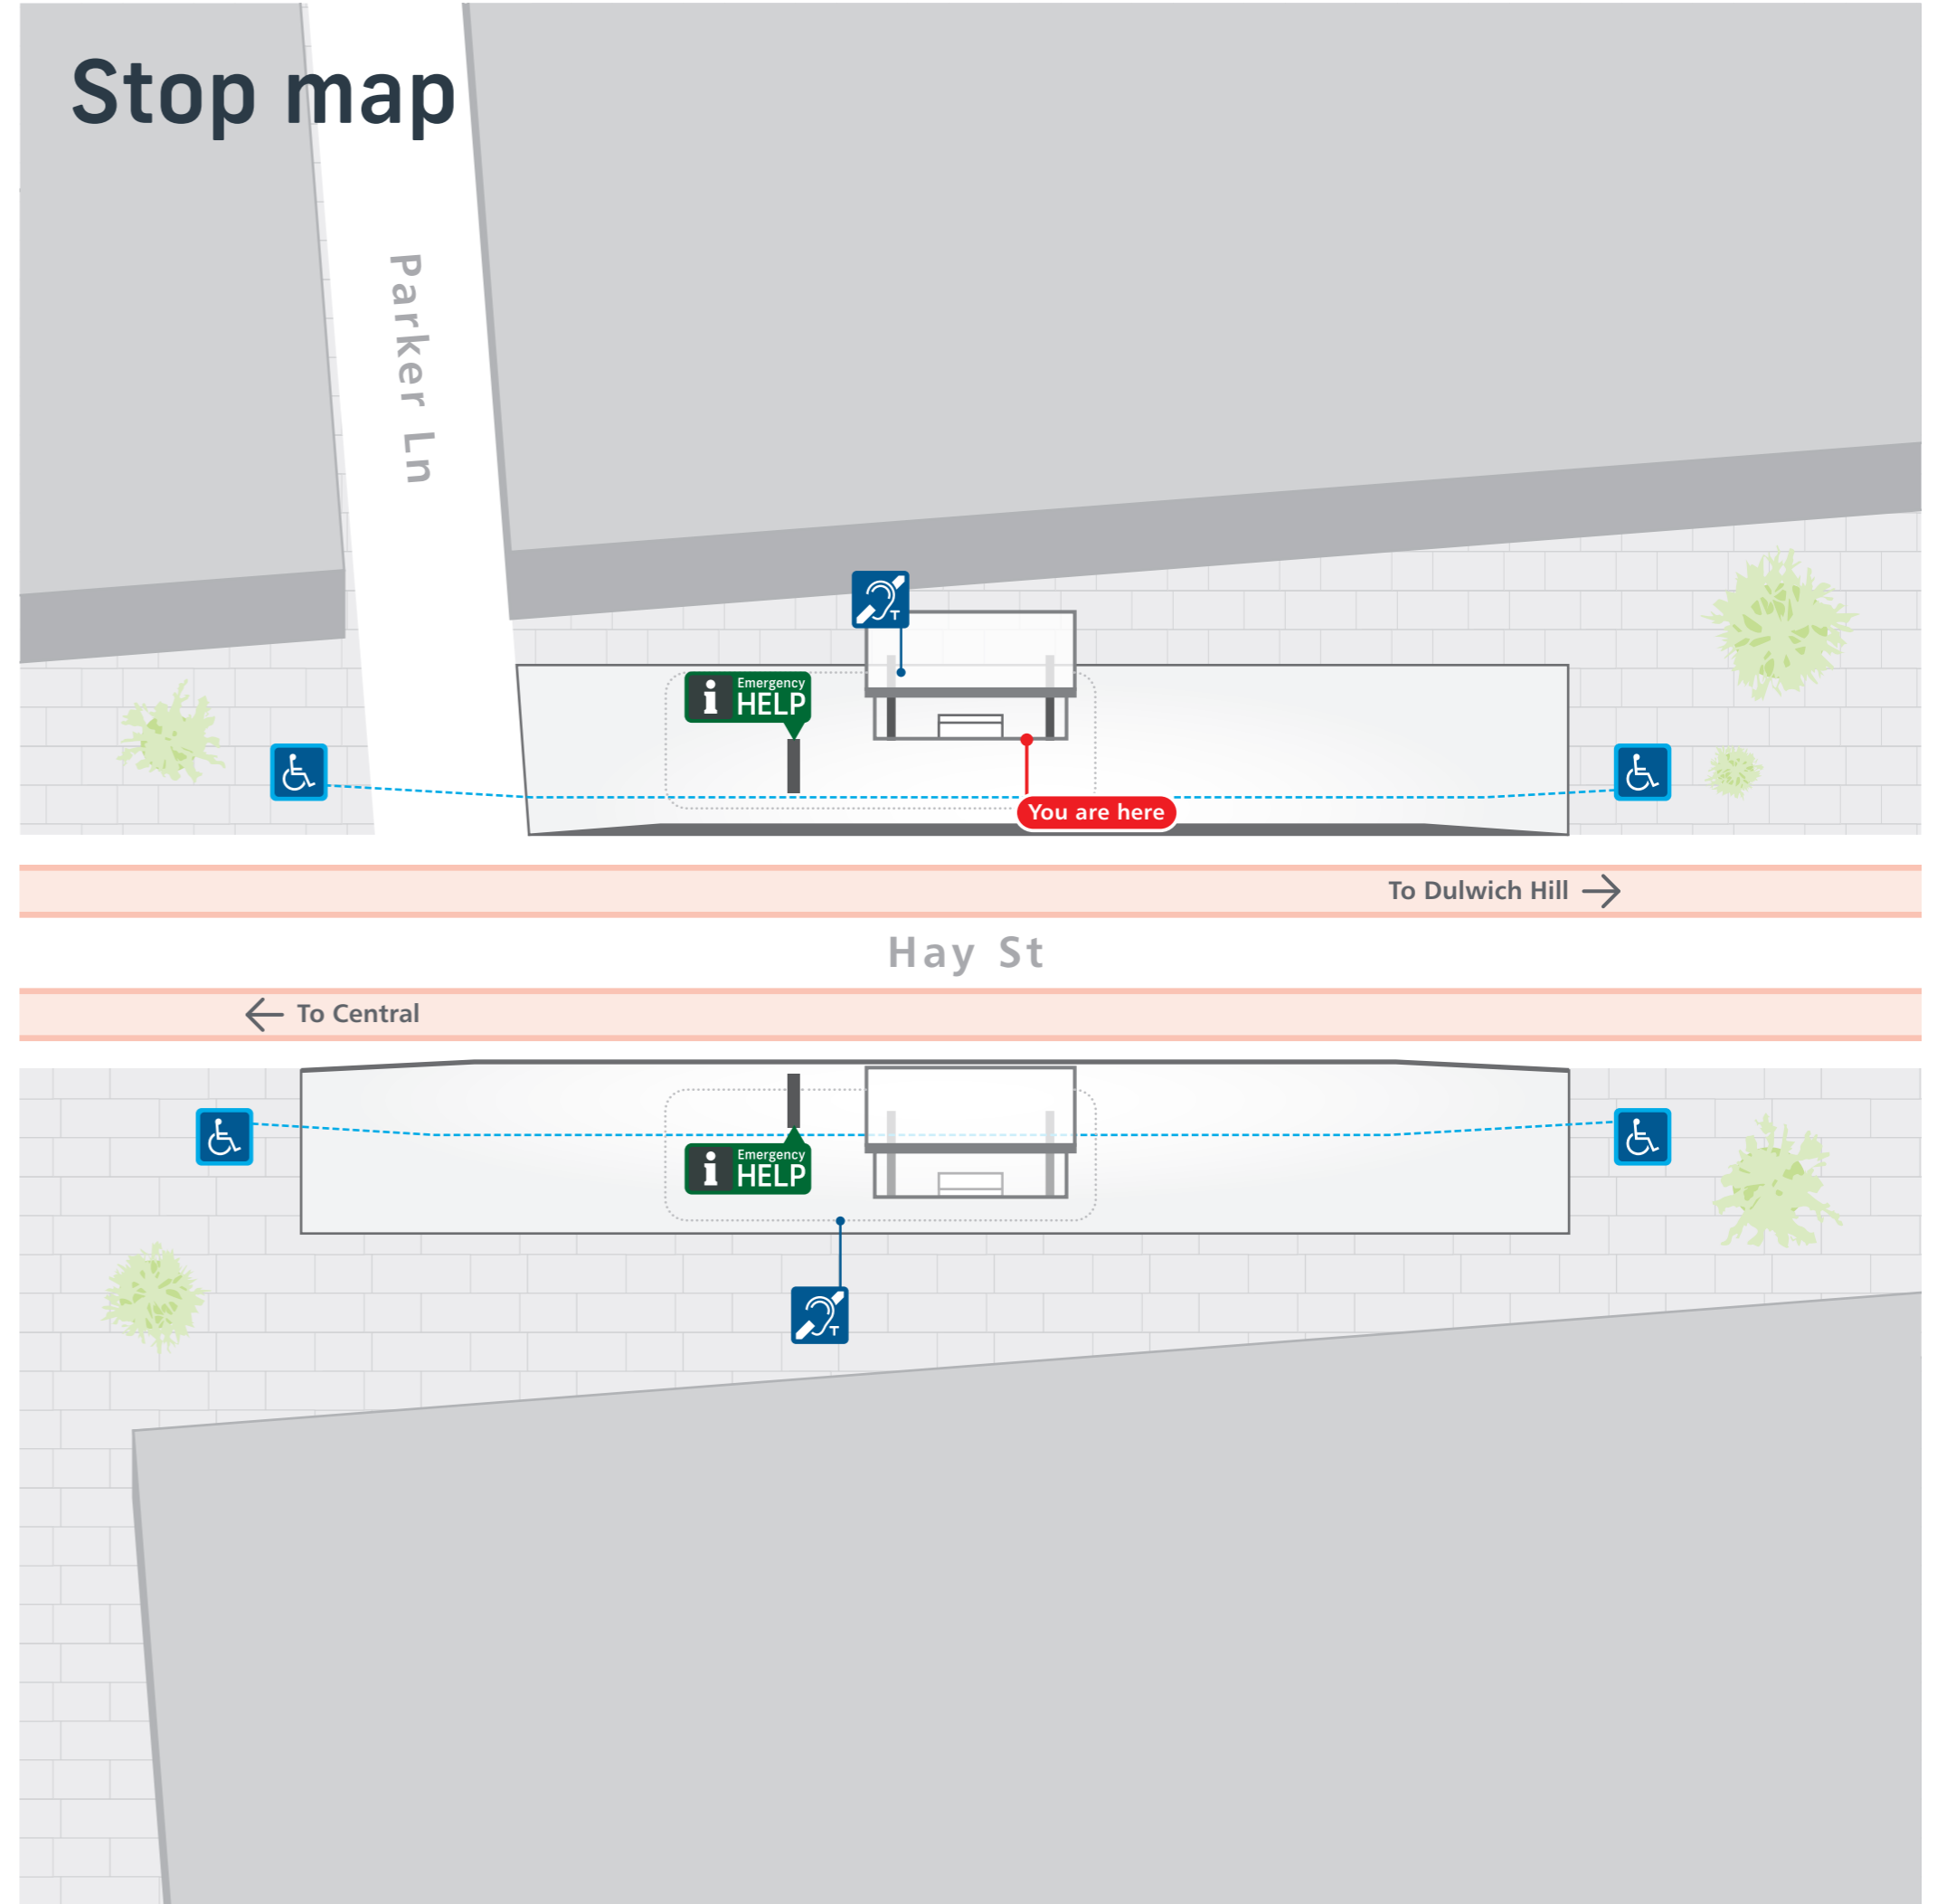 Stop map
Parker Ln
T
i Emergency
HELP
You are here
To Dulwich Hill
Hay St
To Central
i Emergency
HELP
T